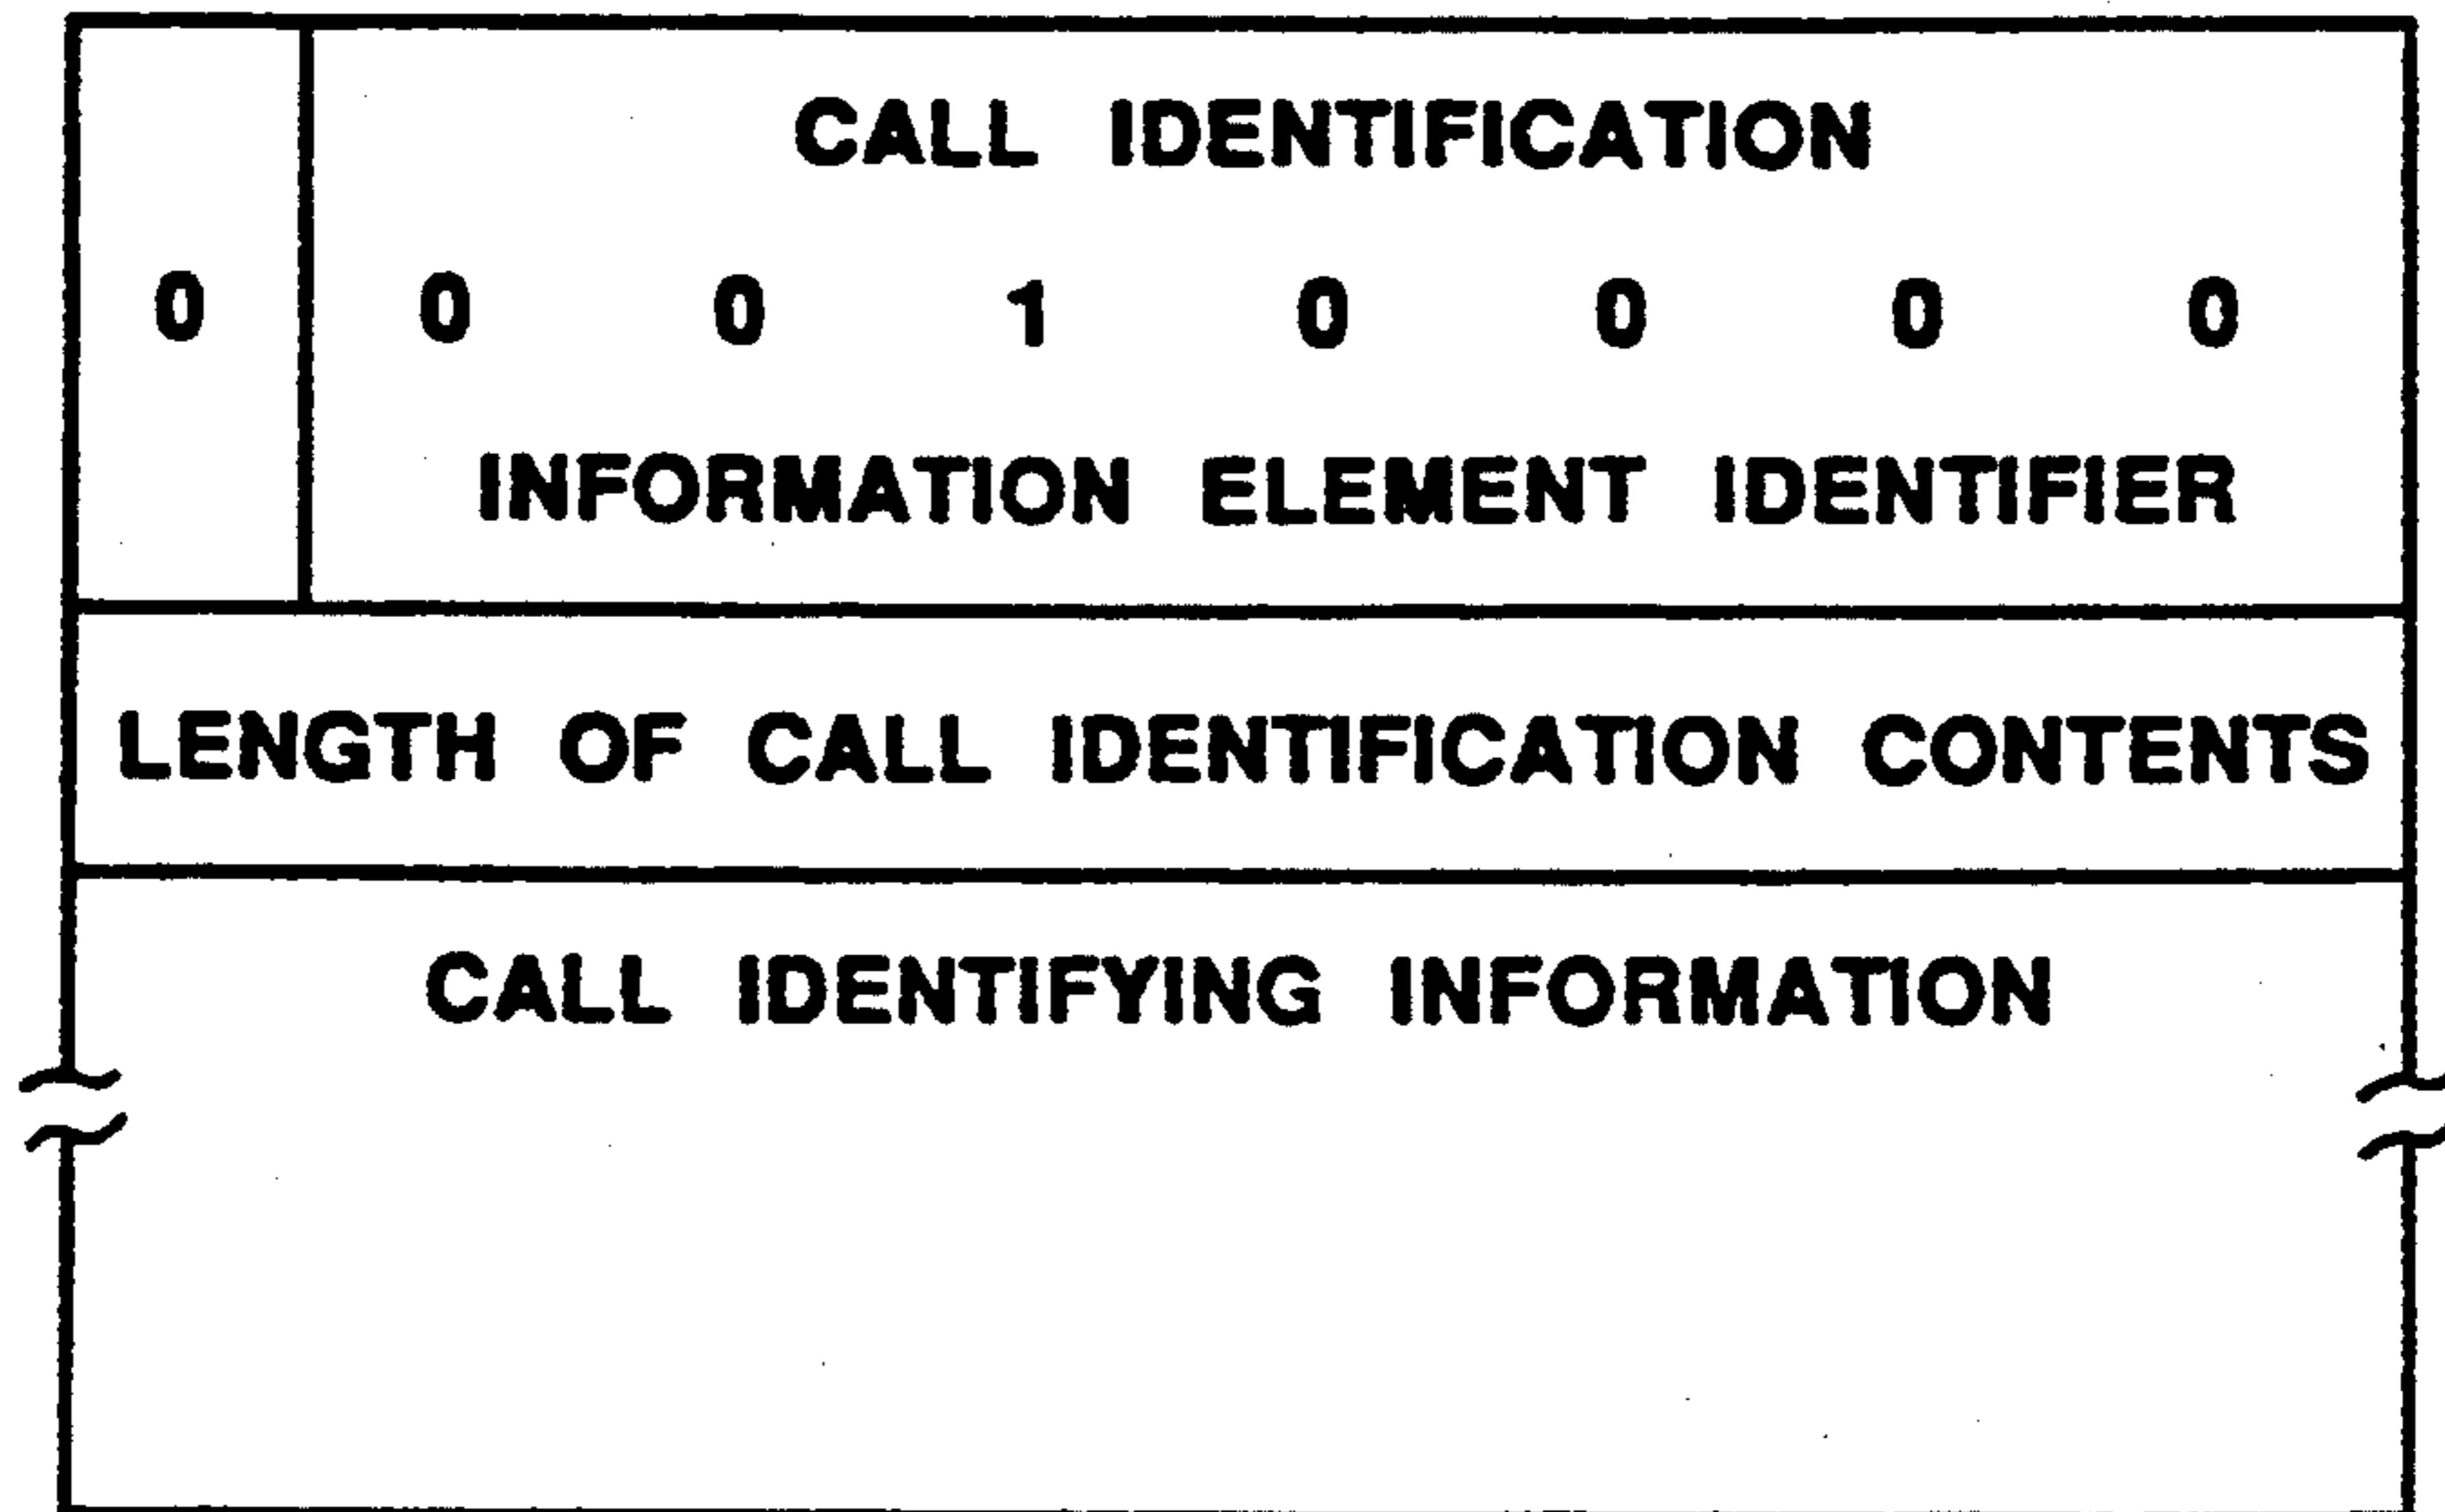 CALL IDENTIFICATION
0 0 0 1 0 0 0 0
INFORMATION ELEMENT IDENTIFIER
LENGTH OF CALL IDENTIFICATION CONTENTS
CALL IDENTIFYING INFORMATION